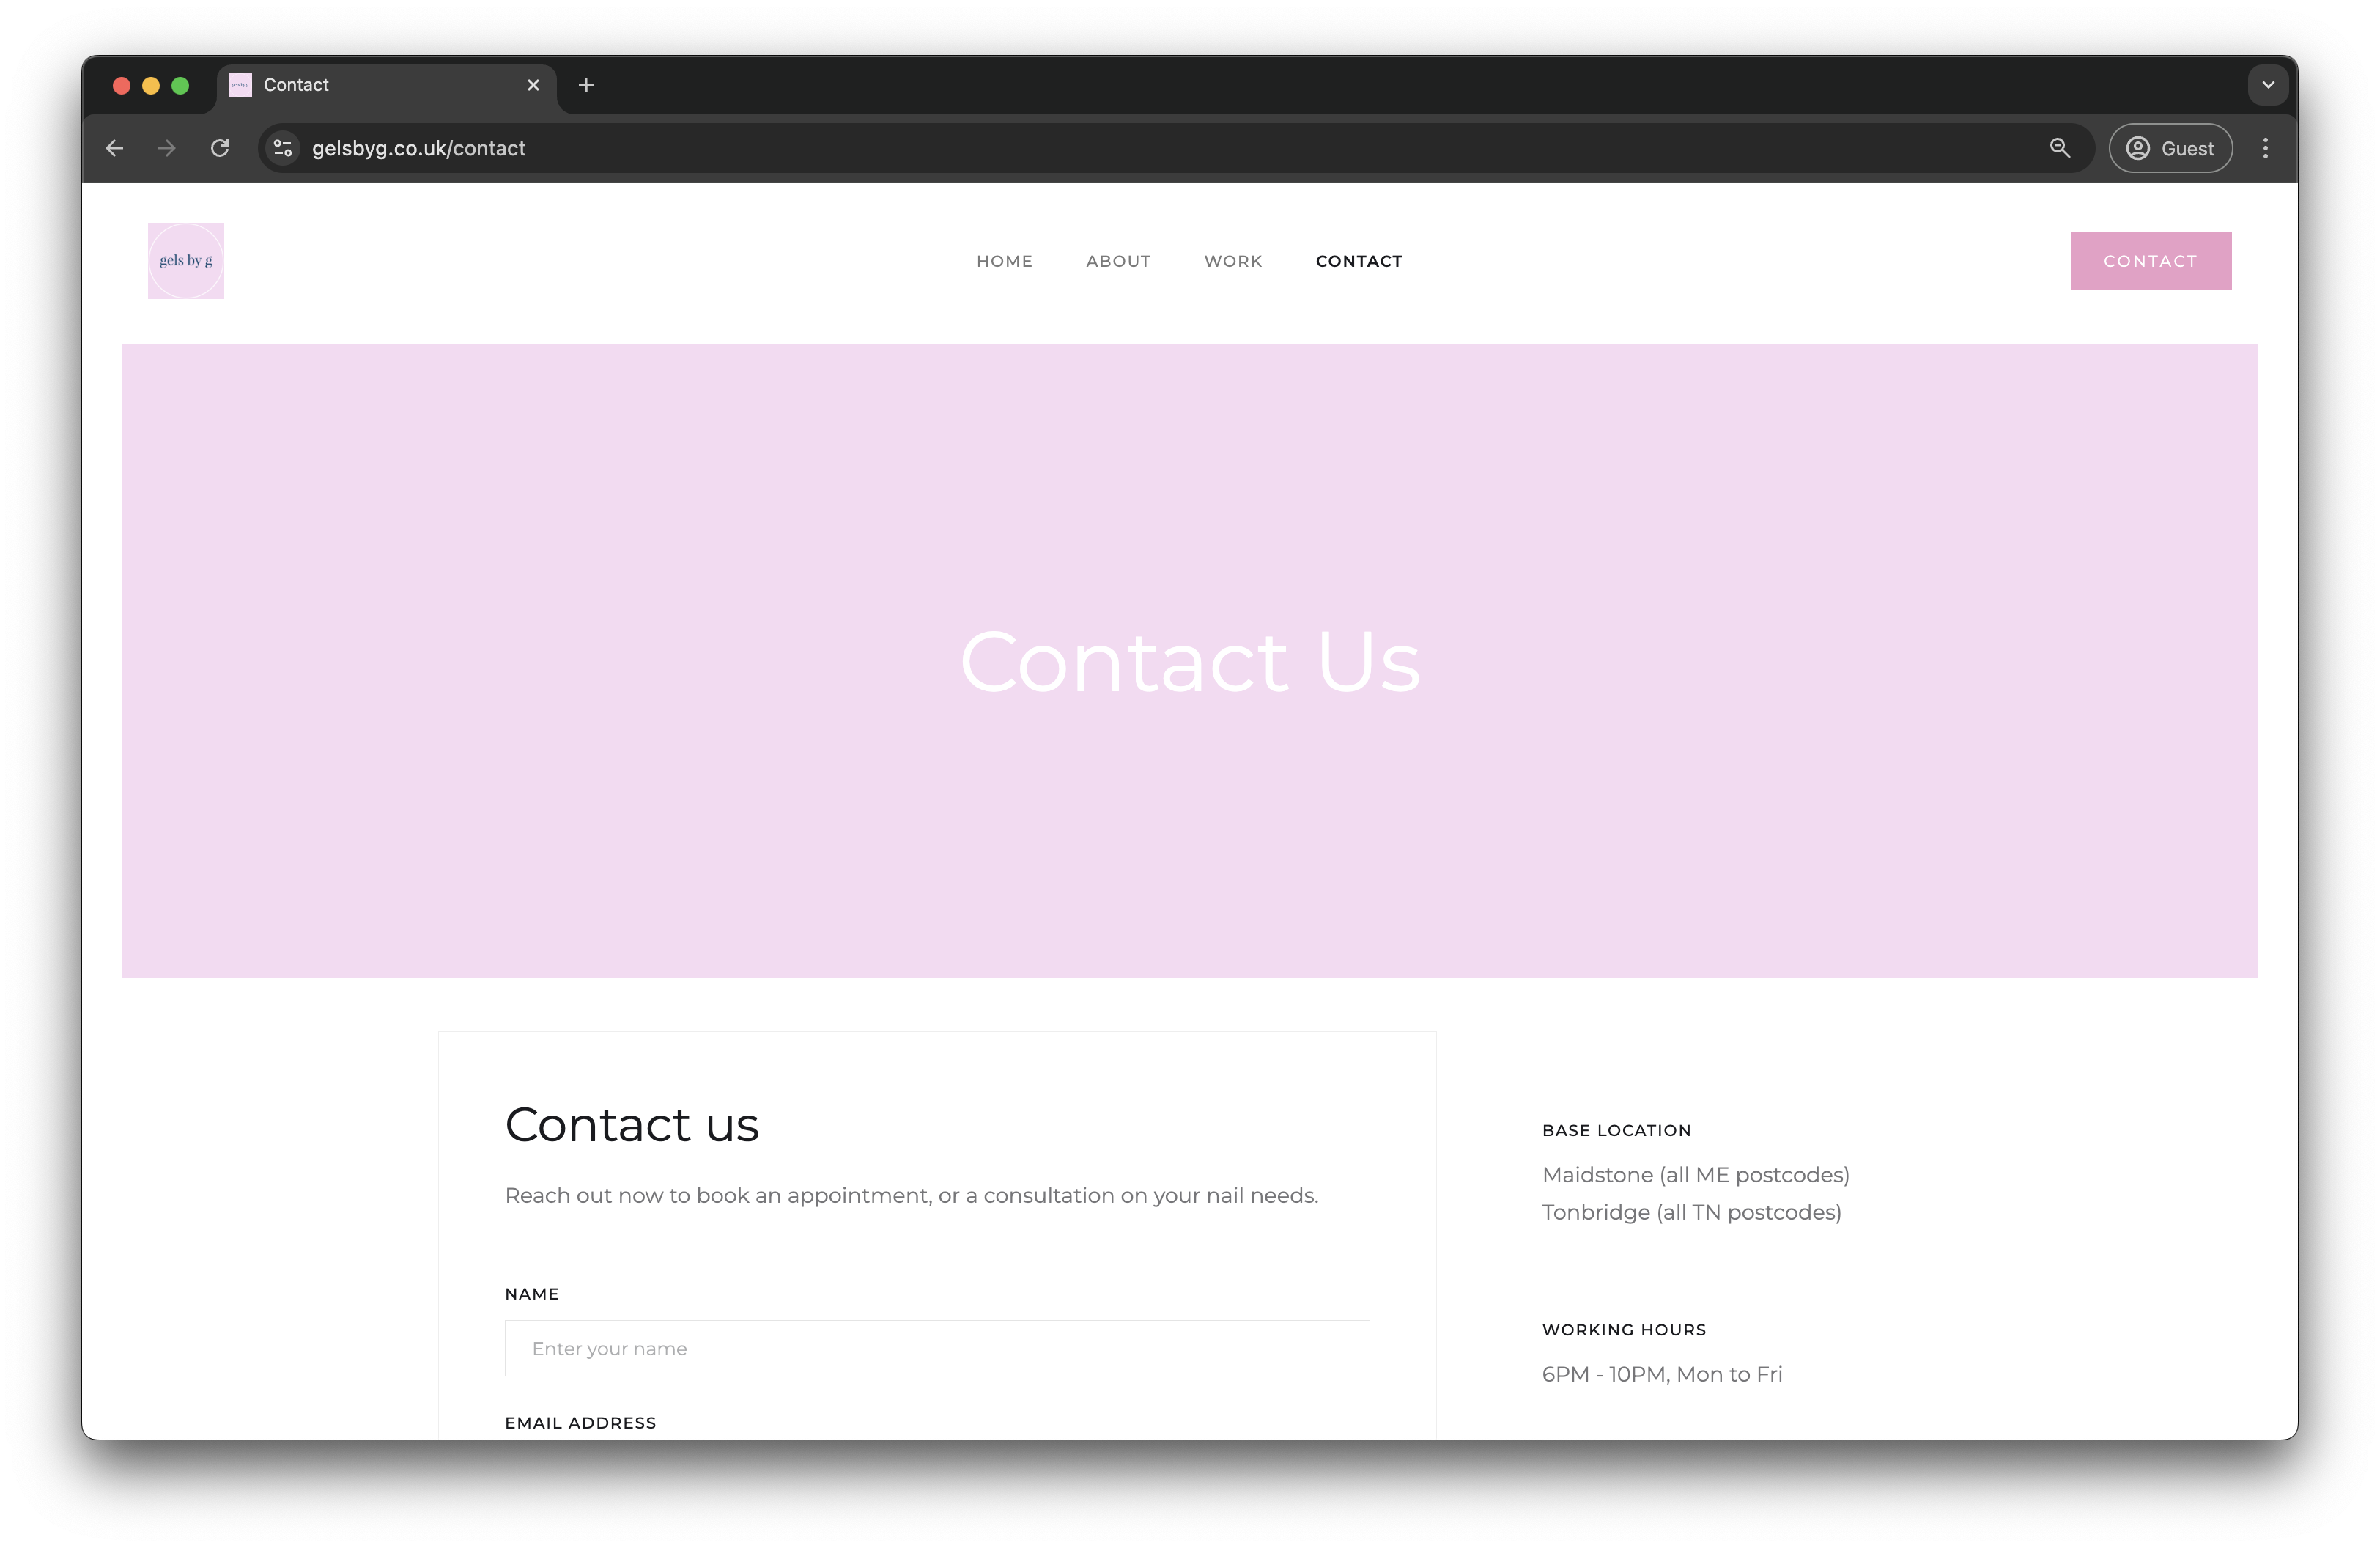 Contact
gelsbyg.co.uk/contact
Guest
gels by g
HOME
ABOUT
WORK
CONTACT
CONTACT
Contact Us
Contact us
Reach out now to book an appointment, or a consultation on your nail needs.
NAME
Enter your name
EMAIL ADDRESS
BASE LOCATION
Maidstone (all ME postcodes)
Tonbridge (all TN postcodes)
WORKING HOURS
6PM - 10PM, Mon to Fri